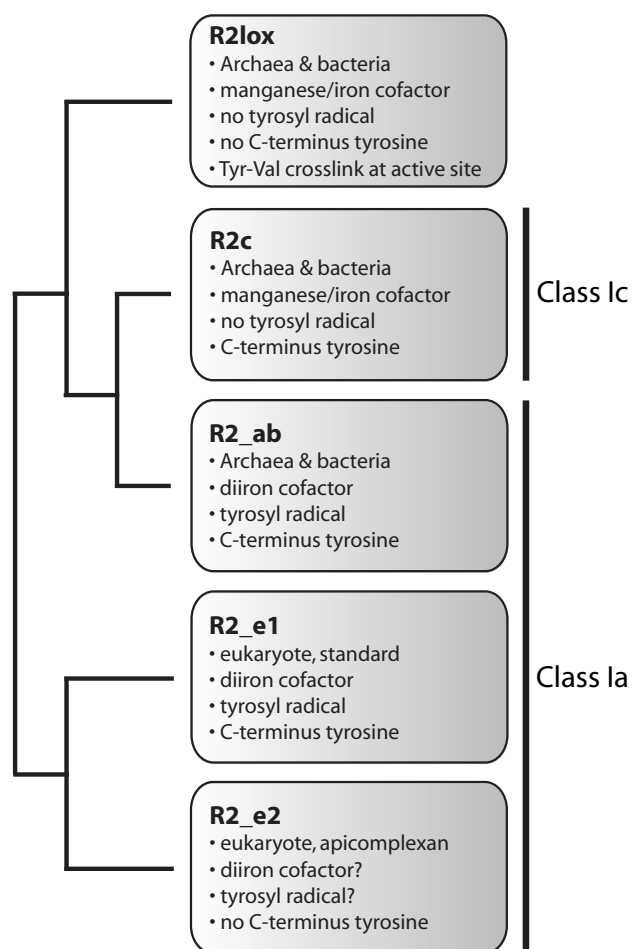 R2lox
• Archaea & bacteria
• manganese/iron cofactor
• no tyrosyl radical
• no C-terminus tyrosine
• Tyr-Val crosslink at active site
R2c
• Archaea & bacteria
• manganese/iron cofactor
• no tyrosyl radical
• C-terminus tyrosine
Class Ic
R2_ab
• Archaea & bacteria
• diiron cofactor
• tyrosyl radical
• C-terminus tyrosine
R2_e1
• eukaryote, standard
• diiron cofactor
• tyrosyl radical
• C-terminus tyrosine
Class Ia
R2_e2
• eukaryote, apicomplexan
• diiron cofactor?
• tyrosyl radical?
• no C-terminus tyrosine